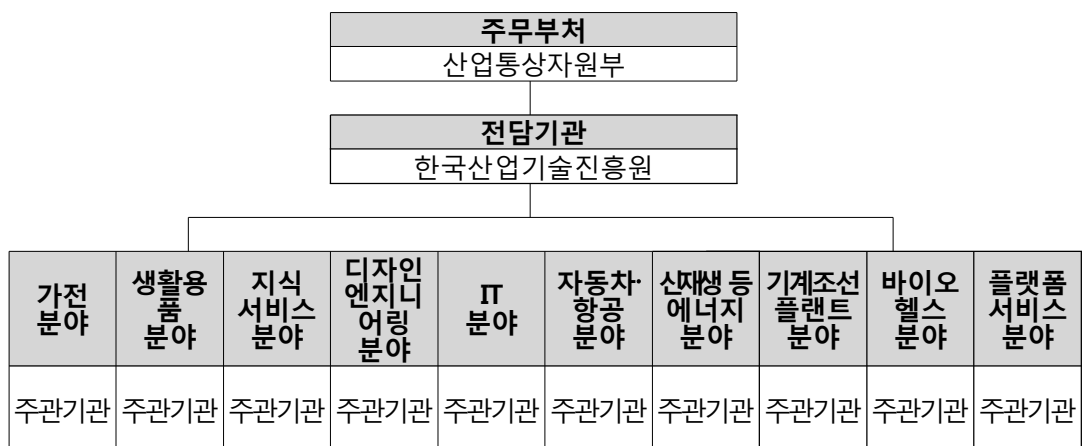 주무부처
산업통상자원부
전담기관
한국산업기술진흥원
가전
분야
생활용
품
분야
지식
서비스
분야
디자인
엔지니
어링
분야
IT
분야
자동차·
항공
분야
신재생 등
에너지
분야
기계조선
플랜트
분야
바이오
헬스
분야
플랫폼
서비스
분야
주관기관 주관기관 주관기관 주관기관 주관기관 주관기관 주관기관 주관기관 주관기관 주관기관